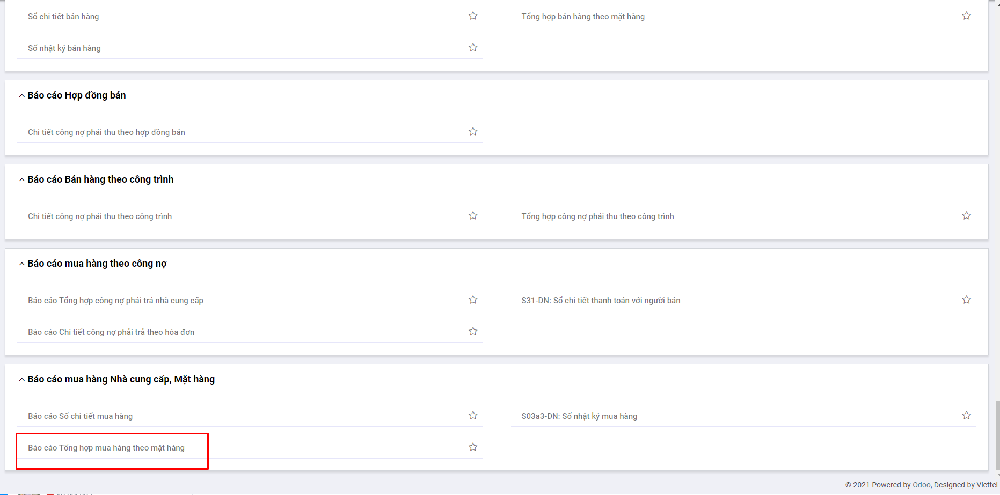 Sổ chi tiết bán hàng
Tổng hợp bán hàng theo mặt hàng
Sổ nhật ký bán hàng
Báo cáo Hợp đồng bán
Chi tiết công nợ phải thu theo hợp đồng bán
Báo cáo Bán hàng theo công trình
Chi tiết công nợ phải thu theo công trình
Tổng hợp công nợ phải thu theo công trình
Báo cáo mua hàng theo công nợ
Báo cáo Tổng hợp công nợ phải trả nhà cung cấp
S31-DN: Sổ chi tiết thanh toán với người bán
Báo cáo Chi tiết công nợ phải trả theo hóa đơn
Báo cáo mua hàng Nhà cung cấp, Mặt hàng
Báo cáo Sổ chi tiết mua hàng
S03a3-DN: Sổ nhật ký mua hàng
Báo cáo Tổng hợp mua hàng theo mặt hàng
© 2021 Powered by Odoo, Designed by Viettel